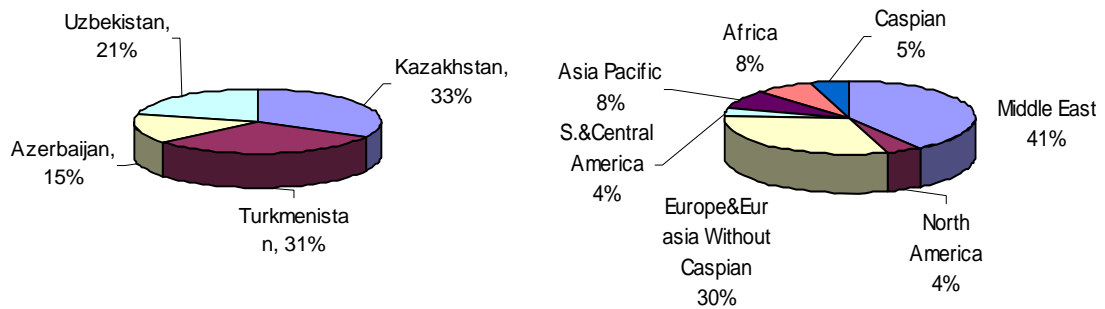 Uzbekistan,
21%
Kazakhstan,
33%
Azerbaijan,
15%
Turkmenista
n, 31%
Caspian
5%
Africa
8%
Asia Pacific
8%
S.&Central
America
4%
Middle East
41%
Europe&Eur
asia Without
Caspian
30%
North
America
4%